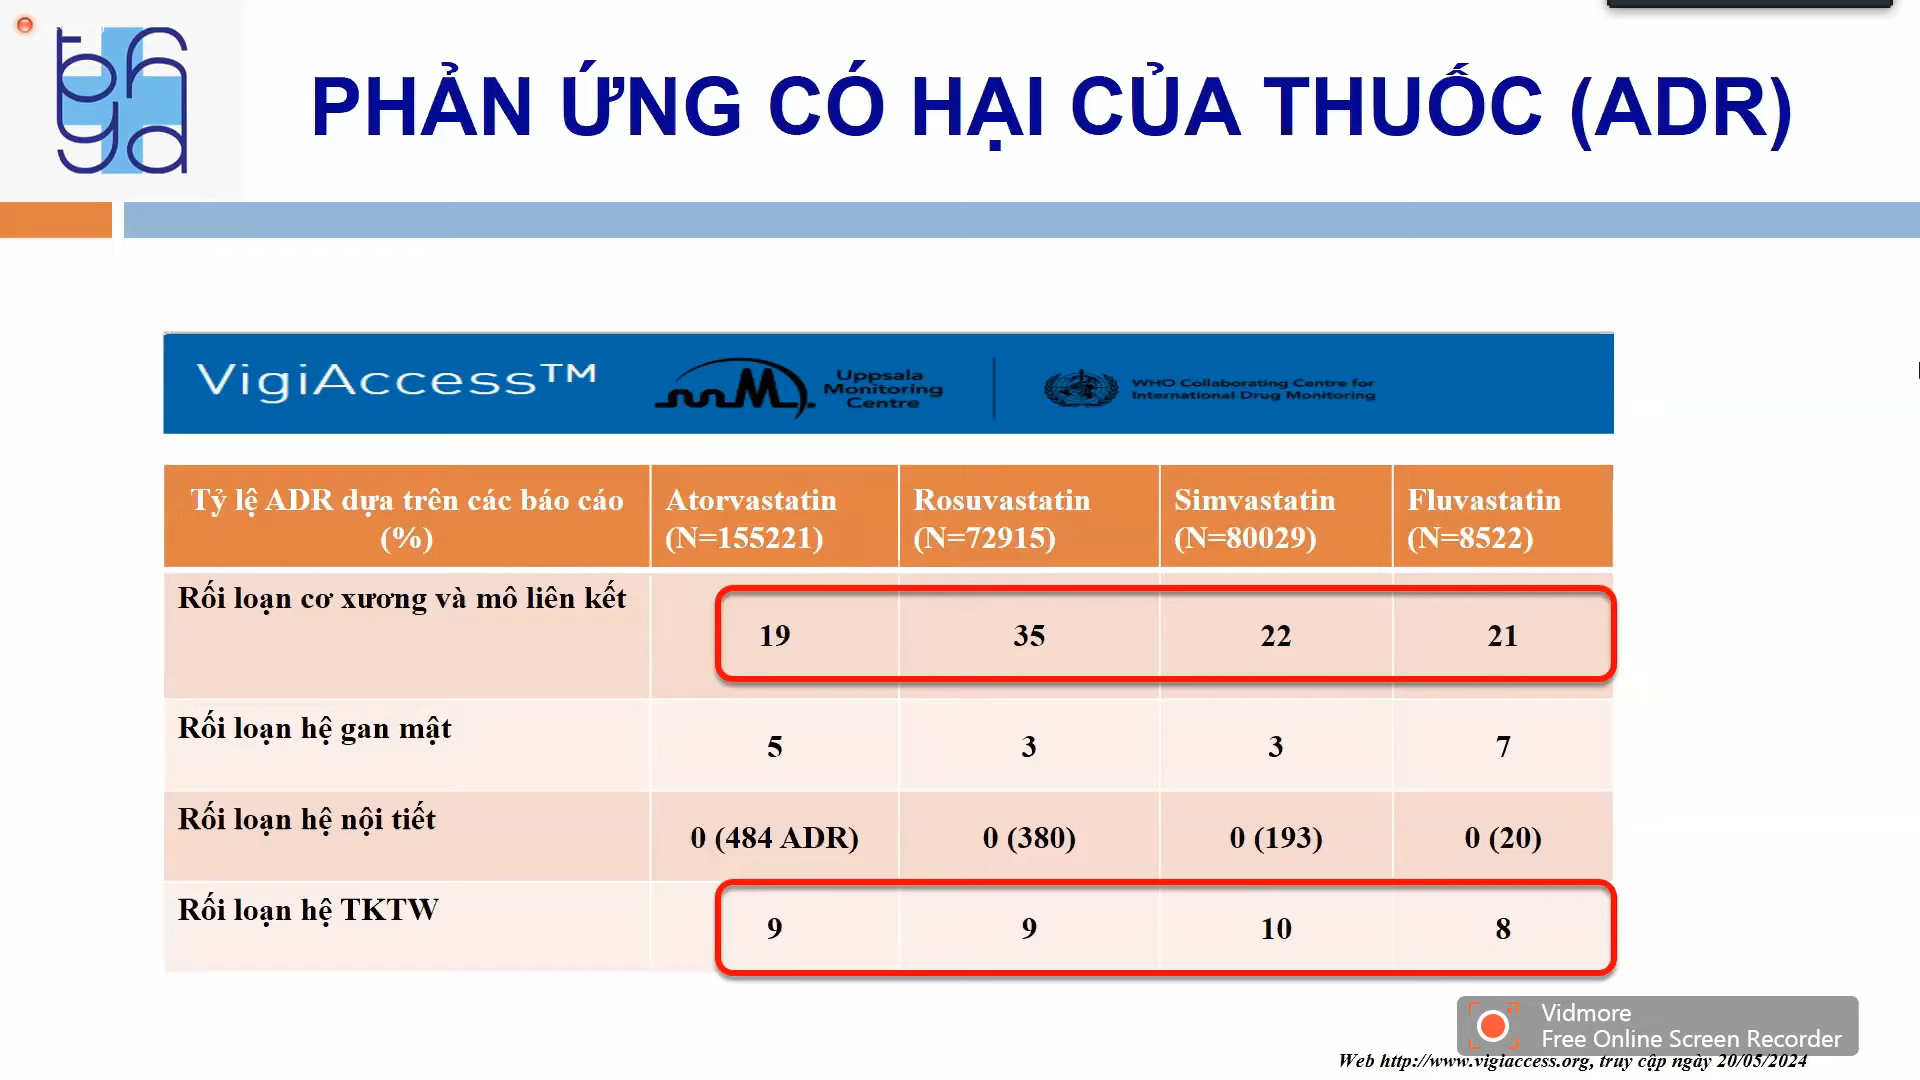 bhyd
PHẢN ỨNG CÓ HẠI CỦA THUỐC (ADR)
VigiAccess™
Uppsala
Monitoring
Centre
WHO Collaborating Centre for
International Drug Monitoring
Tỷ lệ ADR dựa trên các báo cáo
(%)
Atorvastatin
(N=155221)
Rosuvastatin
(N=72915)
Simvastatin
(N=80029)
Fluvastatin
(N=8522)
Rối loạn cơ xương và mô liên kết
19 35 22 21
Rối loạn hệ gan mật
5 3 3 7
Rối loạn hệ nội tiết
0 (484 ADR) 0 (380) 0 (193) 0 (20)
Rối loạn hệ TKTW
9 9 10 8
Vidmore
Free Online Screen Recorder
Web http://www.vigiaccess.org, truy cập ngày 20/05/2024